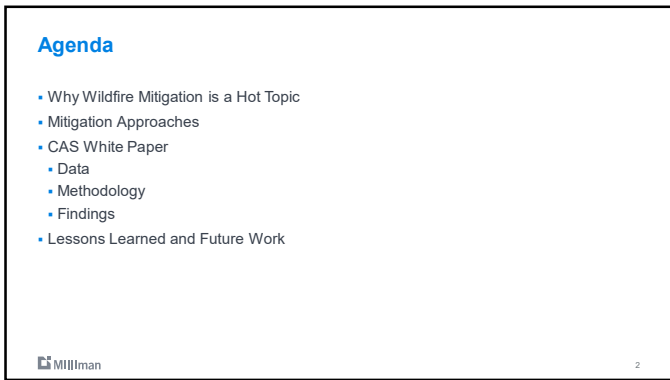 Agenda
▪ Why Wildfire Mitigation is a Hot Topic
▪ Mitigation Approaches
▪ CAS White Paper
▪ Data
▪ Methodology
▪ Findings
▪ Lessons Learned and Future Work
Milliman
2